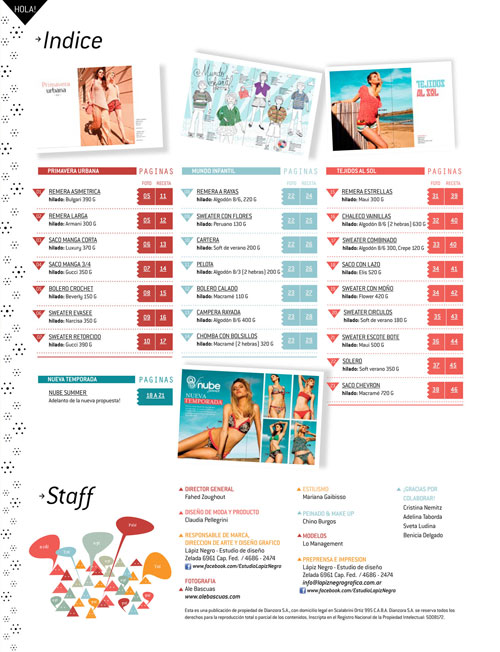 HOLA!
Indice
Primavera urbana
Mundo infantil
TEJIDOS AL SOL
PRIMAVERA URBANA PAGINAS
FOTO RECETA
REMERA ASIMETRICA 05 11
hilado: Bulgari 390 G
REMERA LARGA 05 12
hilado: Armani 300 G
SACO MANGA CORTA 06 13
hilado: Luxury 370 G
SACO MANGA 3/4 07 14
hilado: Gucci 350 G
BOLERO CROCHET 08 15
hilado: Beverly 150 G
SWEATER EVASEE 09 16
hilado: Narcisa 350 G
SWEATER RETORCIDO 10 17
hilado: Gucci 390 G
NUEVA TEMPORADA PAGINAS
NUBE SUMMER 18 A 21
Adelanto de la nueva propuesta!
MUNDO INFANTIL PAGINAS
FOTO RECETA
REMERA A RAYAS 22 24
hilado: Algodón 8/6, 220 G
SWEATER CON FLORES 22 25
hilado: Peruano 130 G
CARTERA 22 25
hilado: Soft de verano 200 G
PELOTA
hilado: Algodón 8/3 (2 hebras) 200 G
BOLERO CALADO 23 27
hilado: Macramé 110 G
CAMPERA RAYADA
hilado: Algodón 8/6 400 G
CHOMBA CON BOLSILLOS
hilado: Macramé [2 hebras] 320 G
nube
NUEVA
TEMPORADA
TEJIDOS AL SOL PAGINAS
FOTO RECETA
REMERA ESTRELLAS 31 39
hilado: Maui 300 G
CHALECO VAINILLAS 32 40
hilado: Algodón 8/6 [2 hebras] 630 G
SWEATER COMBINADO 33 40
hilado: Algodón 8/6 300, Crepe 120 G
SACO CON LAZO 34 41
hilado: Elis 520 G
SWEATER CON MOÑO 34 42
hilado: Flower 420 G
SWEATER CIRCULOS 35 43
hilado: Soft de verano 180 G
SWEATER ESCOTE BOTE 36 44
hilado: Maui 500 G
SOLERO 37 45
hilado: Soft verano 350 G
SACO CHEVRON 38 46
hilado: Macramé 720 G
Staff
DIRECTOR GENERAL
Fahed Zoughout
DISEÑO DE MODA Y PRODUCTO
Claudia Pellegrini
RESPONSABLE DE MARCA,
DIRECCION DE ARTE Y DISEÑO GRAFICO
Lápiz Negro - Estudio de diseño
Zelada 6961 Cap. Fed. / 4686 - 2474
www.facebook.com/EstudioLapizNegro
FOTOGRAFIA
Ale Bascuas
www.alebascuas.com
ESTILISMO
Mariana Gaibisso
PEINADO & MAKE UP
Chino Burgos
MODELOS
Lo Management
PREPRENSA E IMPRESION
Lápiz Negro - Estudio de diseño
Zelada 6961 Cap. Fed. / 4686 - 2474
info@lapiznegrografica.com.ar
www.facebook.com/EstudioLapizNegro
¡GRACIAS POR
COLABORAR!
Cristina Nemitz
Adelina Taborda
Sveta Ludina
Benicia Delgado
Esta es una publicación de propiedad de Dianzora S.A., con domicilio legal en Scalabrini Ortiz 995 C.A.B.A. Dianzora S.A. se reserva todos los
derechos para la reproducción total o parcial de los contenidos. Inscripta en el Registro Nacional de la Propiedad Intelectual: 5008572.